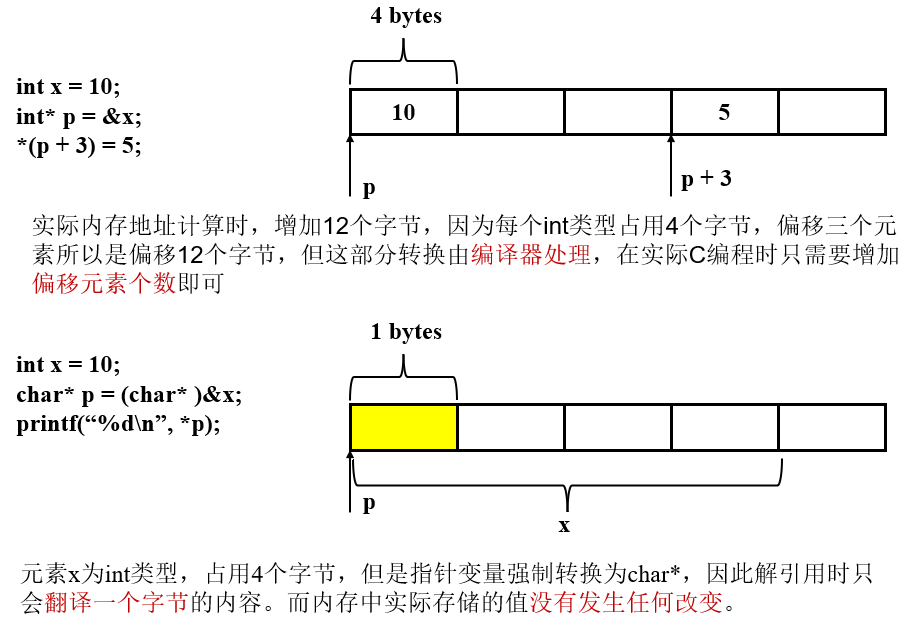 4 bytes
int x = 10;
int* p = &x;
*(p + 3) = 5;
10
5
p
p + 3
实际内存地址计算时，增加12个字节，因为每个int类型占用4个字节，偏移三个元
素所以是偏移12个字节，但这部分转换由编译器处理，在实际C编程时只需要增加
偏移元素个数即可
1 bytes
int x = 10;
char* p = (char* )&x;
printf(“%d\n”, *p);
p
x
元素x为int类型，占用4个字节，但是指针变量强制转换为char*，因此解引用时只
会翻译一个字节的内容。而内存中实际存储的值没有发生任何改变。